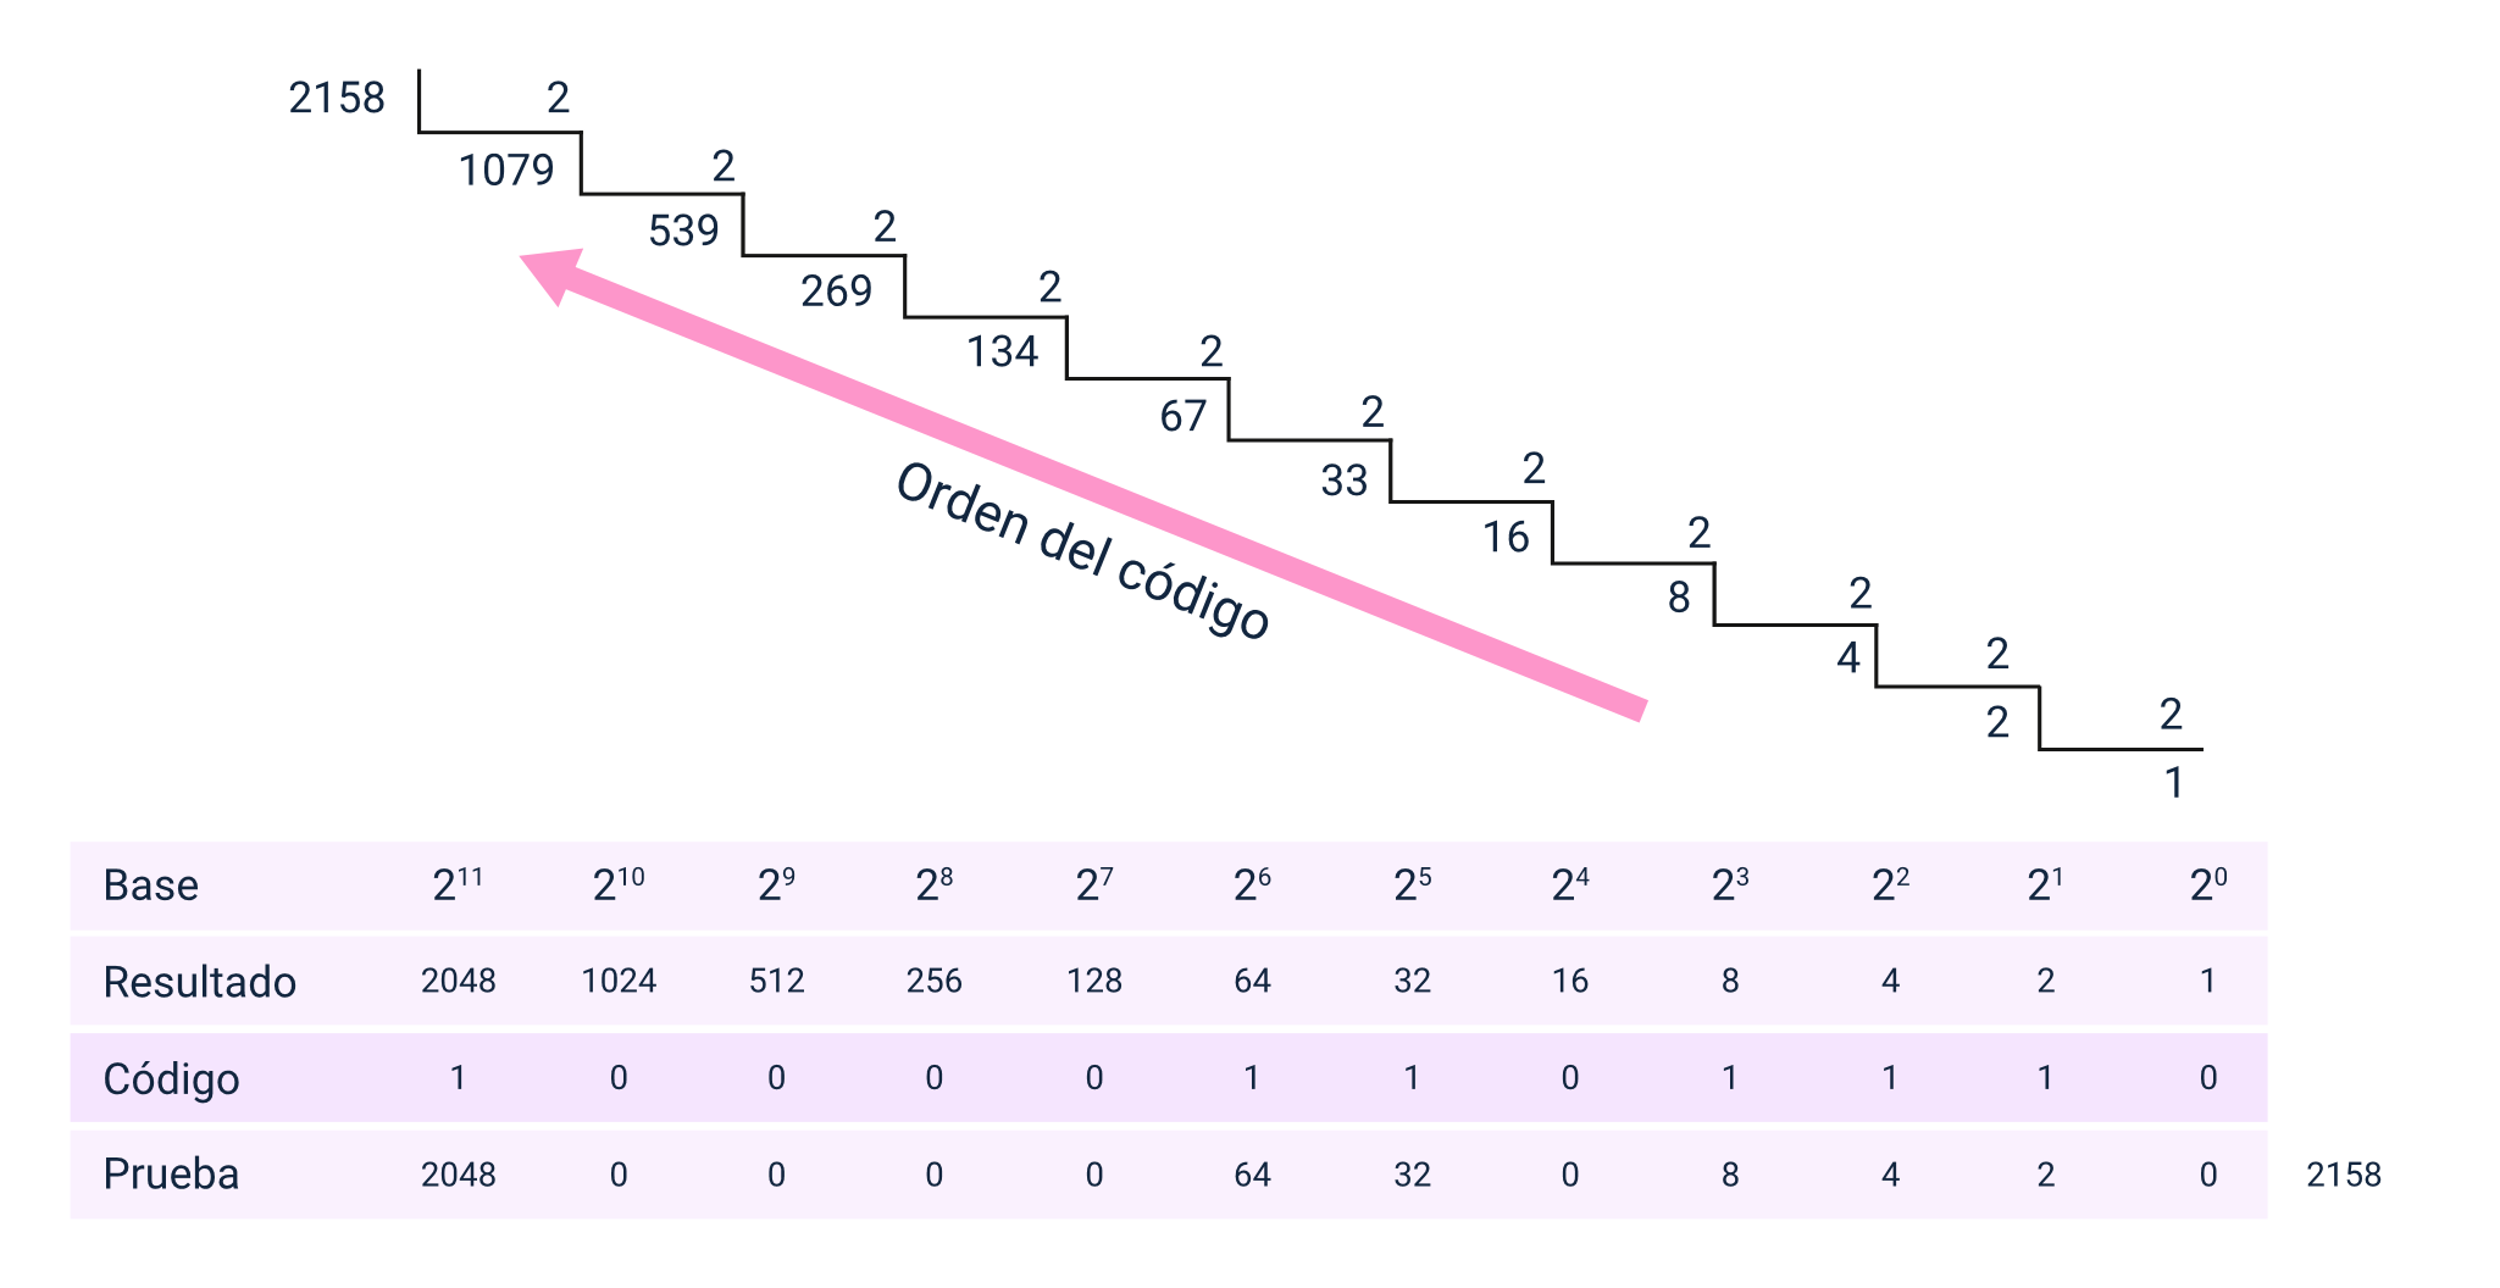 2158 2
1079 2
539 2
269 2
134 2
67 2
33 2
16 2
8 2
4 2
2 2
1
Orden del código
Base 2¹¹ 2¹⁰ 2⁹ 2⁸ 2⁷ 2⁶ 2⁵ 2⁴ 2³ 2² 2¹ 2⁰
Resultado 2048 1024 512 256 128 64 32 16 8 4 2 1
Código 1 0 0 0 0 1 1 0 1 1 1 0
Prueba 2048 0 0 0 0 64 32 0 8 4 2 0 2158